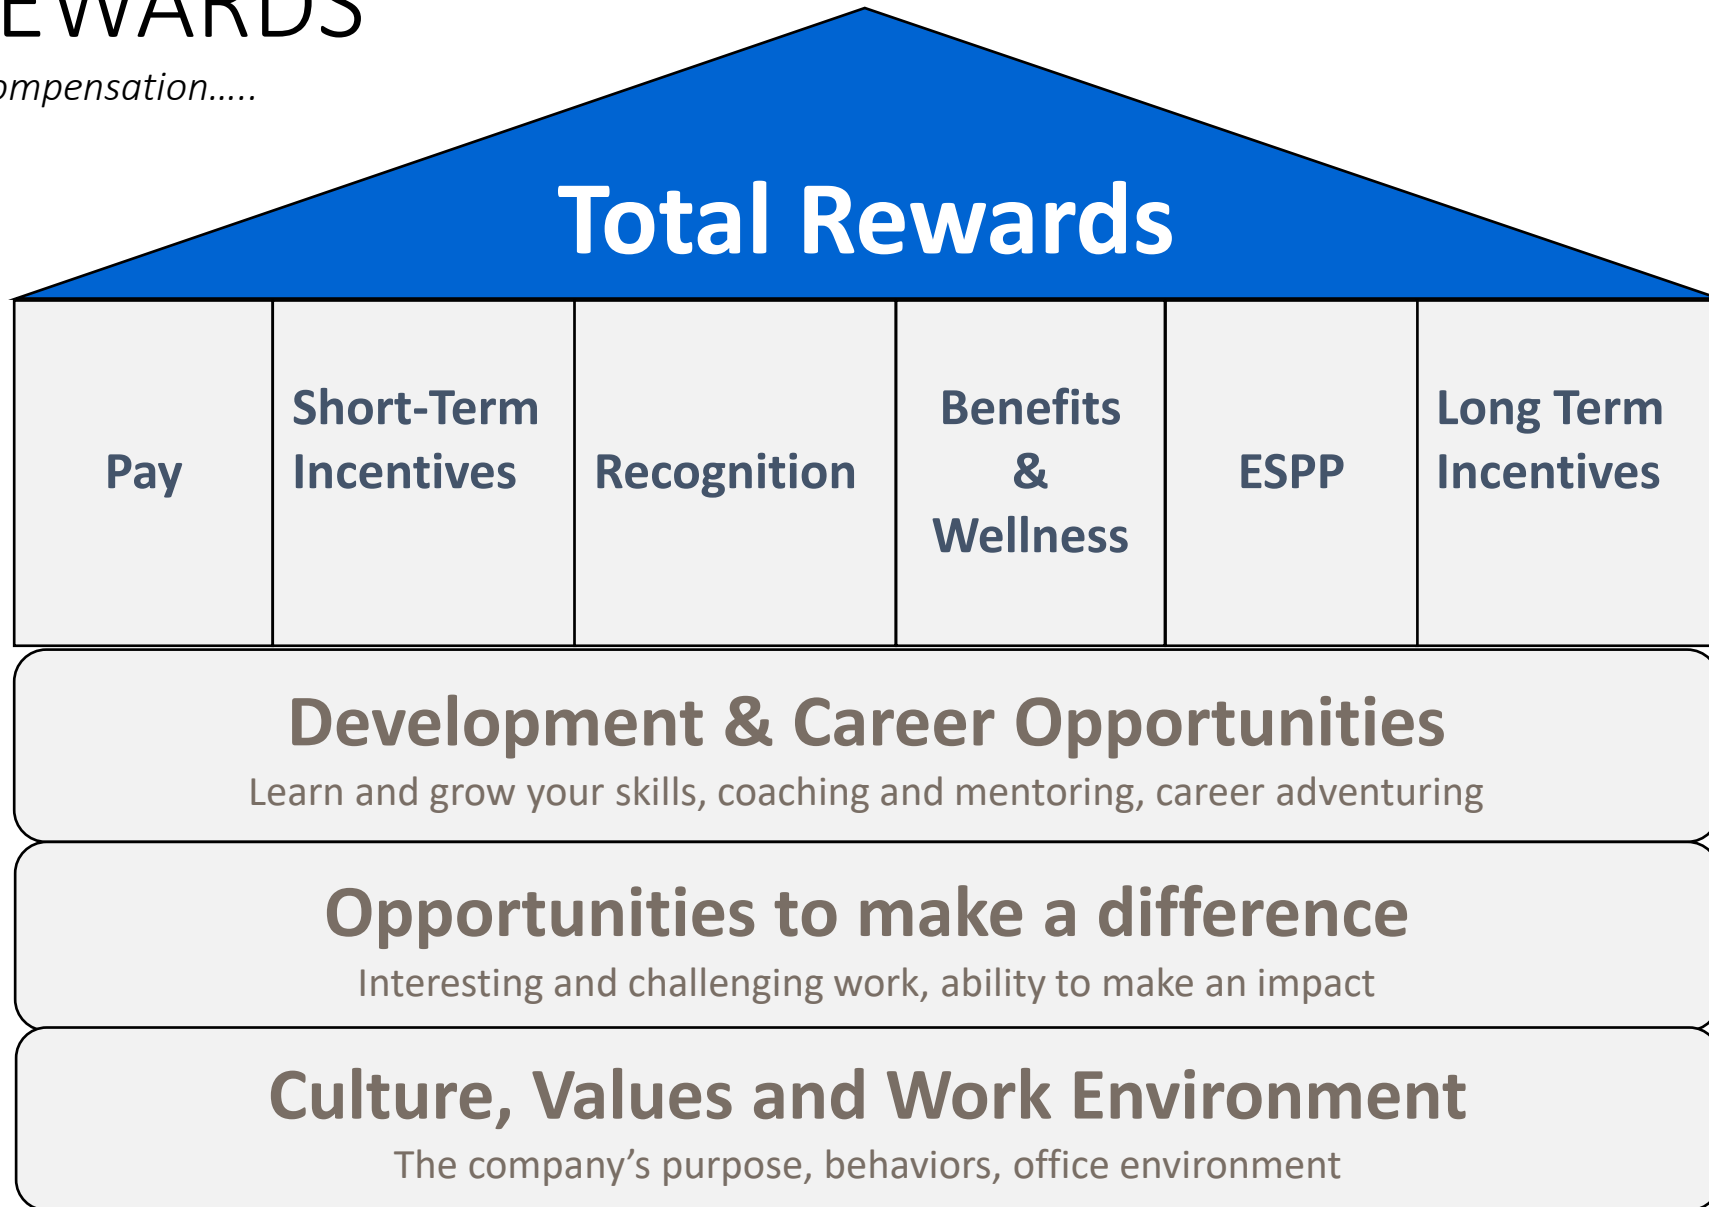 EWARDS
ompensation.....
Total Rewards
Pay
Short-Term
Incentives
Recognition
Benefits
&
Wellness
ESPP
Long Term
Incentives
Development & Career Opportunities
Learn and grow your skills, coaching and mentoring, career adventuring
Opportunities to make a difference
Interesting and challenging work, ability to make an impact
Culture, Values and Work Environment
The company’s purpose, behaviors, office environment